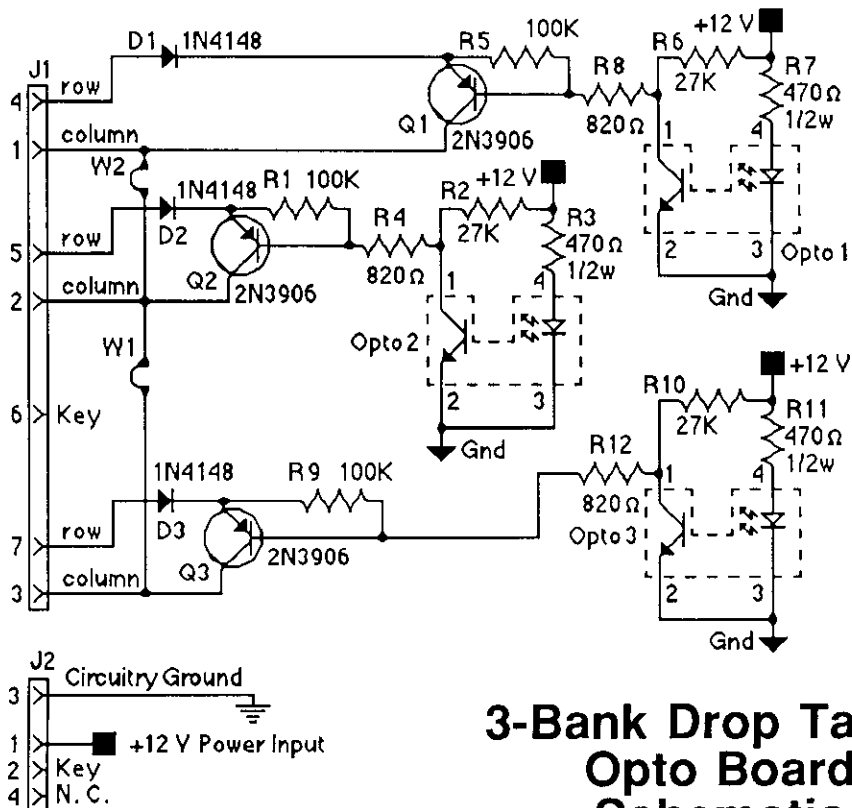 +12 V
D1 1N4148
R5 100K
R6
27K
R7
470Ω
1/2w
R8
820Ω
J1
4 row
1 column
Q1
2N3906
1
4
2
3
Opto 1
Gnd
W2
1N4148
D2
R1 100K
R2
27K
+12 V
R3
470Ω
1/2w
R4
820Ω
5 row
2 column
Q2
2N3906
1
4
Opto 2
2
3
Gnd
W1
6 Key
+12 V
R10
27K
R11
470Ω
1/2w
R12
820Ω
1N4148
D3
R9 100K
7 row
3 column
Q3
2N3906
1
4
Opto 3
2
3
Gnd
J2
3 Circuitry Ground
1 +12 V Power Input
2 Key
4 N.C.
3-Bank Drop Ta
Opto Board